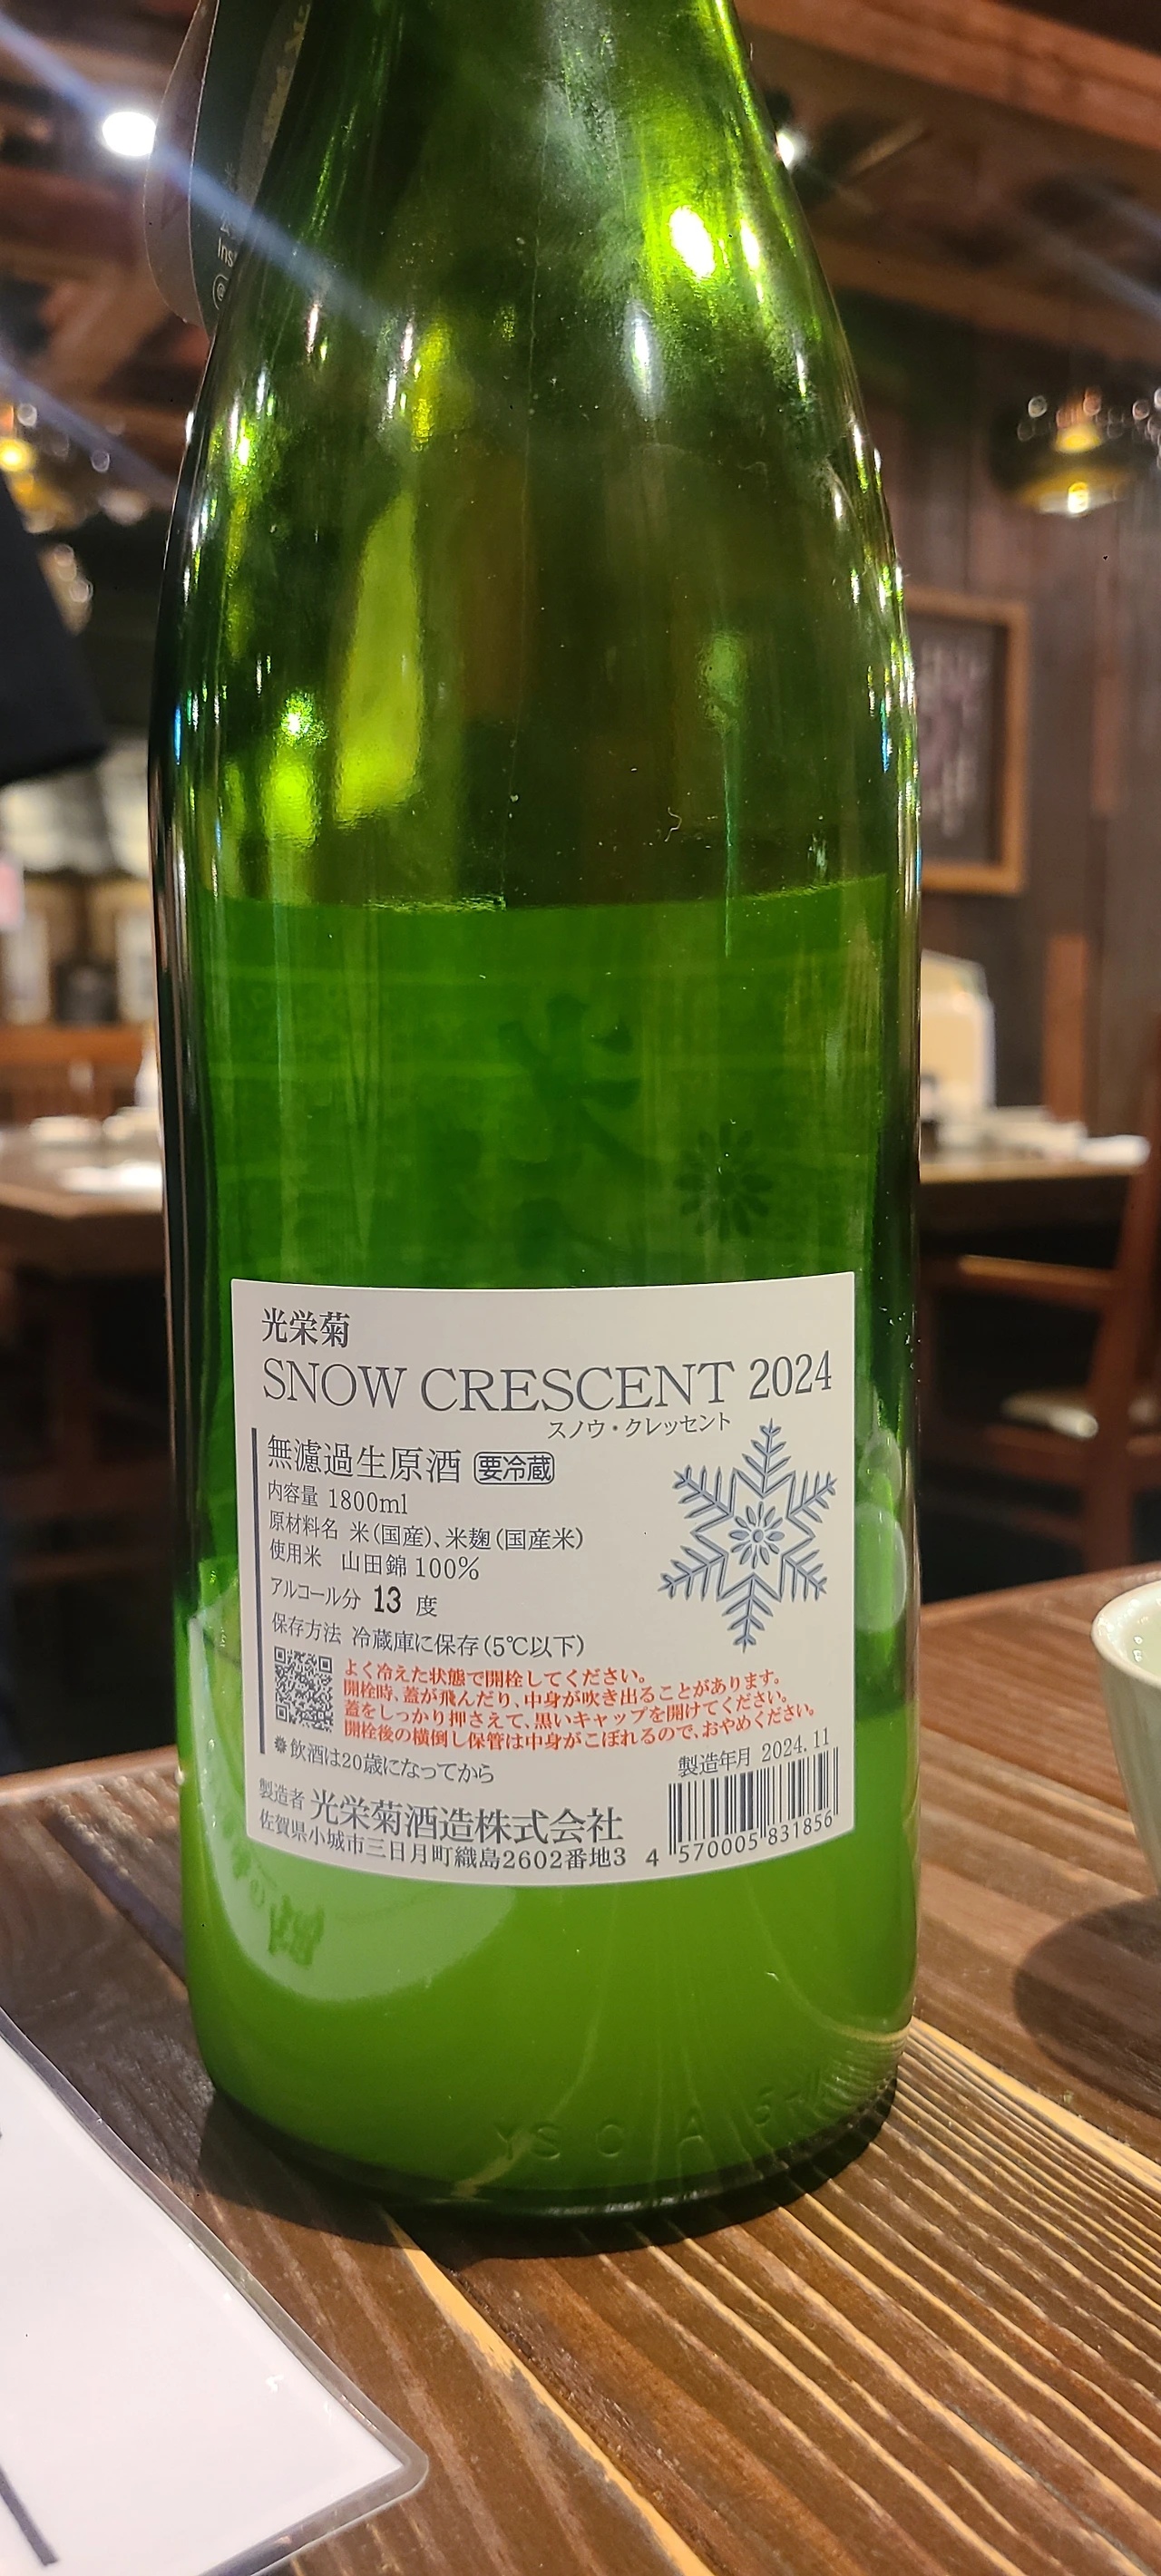 Ins
@
光栄菊
SNOW CRESCENT 2024
スノウ・クレッセント
無濾過生原酒 要冷蔵
内容量 1800ml
原材料名 米(国産)、米麹(国産米)
使用米 山田錦100%
アルコール分 13 度
保存方法 冷蔵庫に保存(5℃以下)
よく冷えた状態で開栓してください。
開栓時、蓋が飛んだり、中身が吹き出ることがあります。
蓋をしっかり押さえて、黒いキャップを開けてください。
開栓後の横倒し保管は中身がこぼれるので、おやめください。
飲酒は20歳になってから
製造年月 2024.11
製造者 光栄菊酒造株式会社
佐賀県小城市三日月町織島2602番地3
4 570005 831856